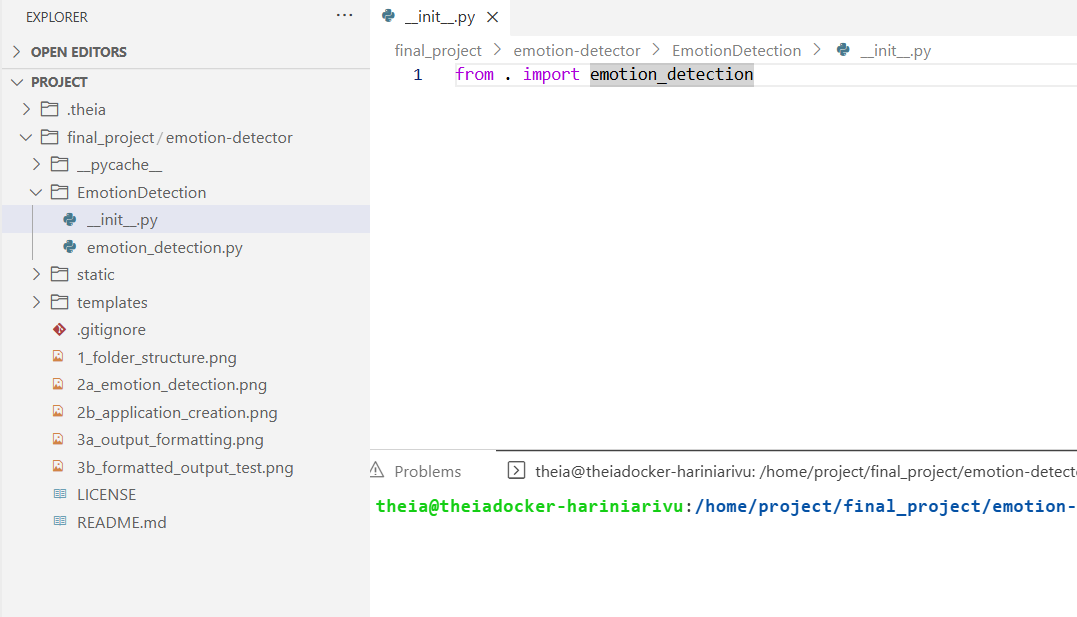 EXPLORER
···
OPEN EDITORS
PROJECT
.theia
final_project / emotion-detector
__pycache__
EmotionDetection
__init__.py
emotion_detection.py
static
templates
.gitignore
1_folder_structure.png
2a_emotion_detection.png
2b_application_creation.png
3a_output_formatting.png
3b_formatted_output_test.png
LICENSE
README.md
__init__.py
final_project > emotion-detector > EmotionDetection > __init__.py
1 from . import emotion_detection
Problems
theia@theiadocker-hariniarivu: /home/project/final_project/emotion-detect
theia@theiadocker-hariniarivu:/home/project/final_project/emotion-